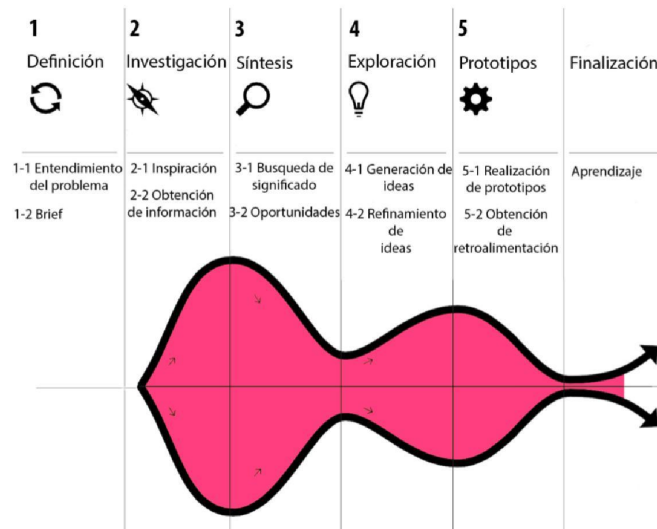 1
Definición
1-1 Entendimiento
del problema
1-2 Brief
2
Investigación
2-1 Inspiración
2-2 Obtención
de información
3
Síntesis
3-1 Busqueda de
significado
3-2 Oportunidades
4
Exploración
4-1 Generación de
ideas
4-2 Refinamiento
de
ideas
5
Prototipos
5-1 Realización
de prototipos
5-2 Obtención
de
retroalimentación
Finalización
Aprendizaje